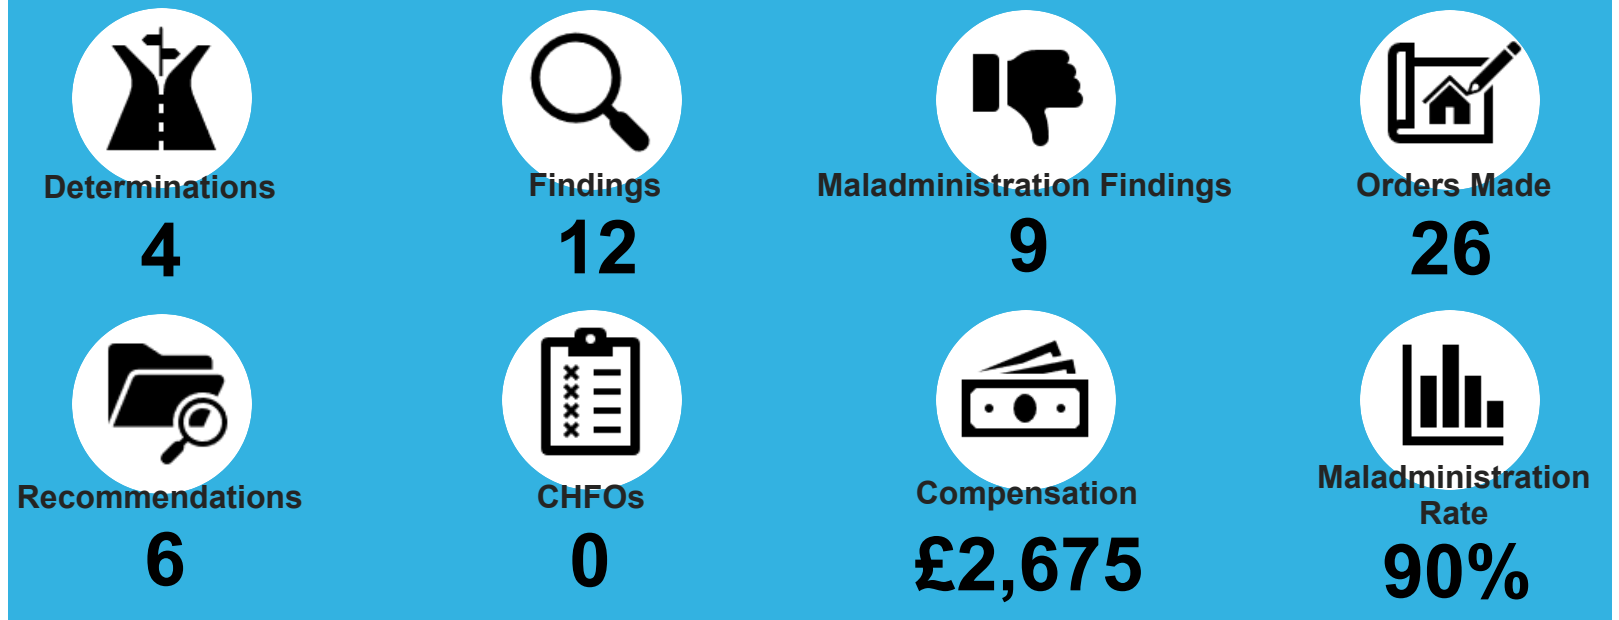 Determinations
4
Findings
12
Maladministration Findings
9
Orders Made
26
Recommendations
6
CHFOs
0
Compensation
£2,675
Maladministration
Rate
90%